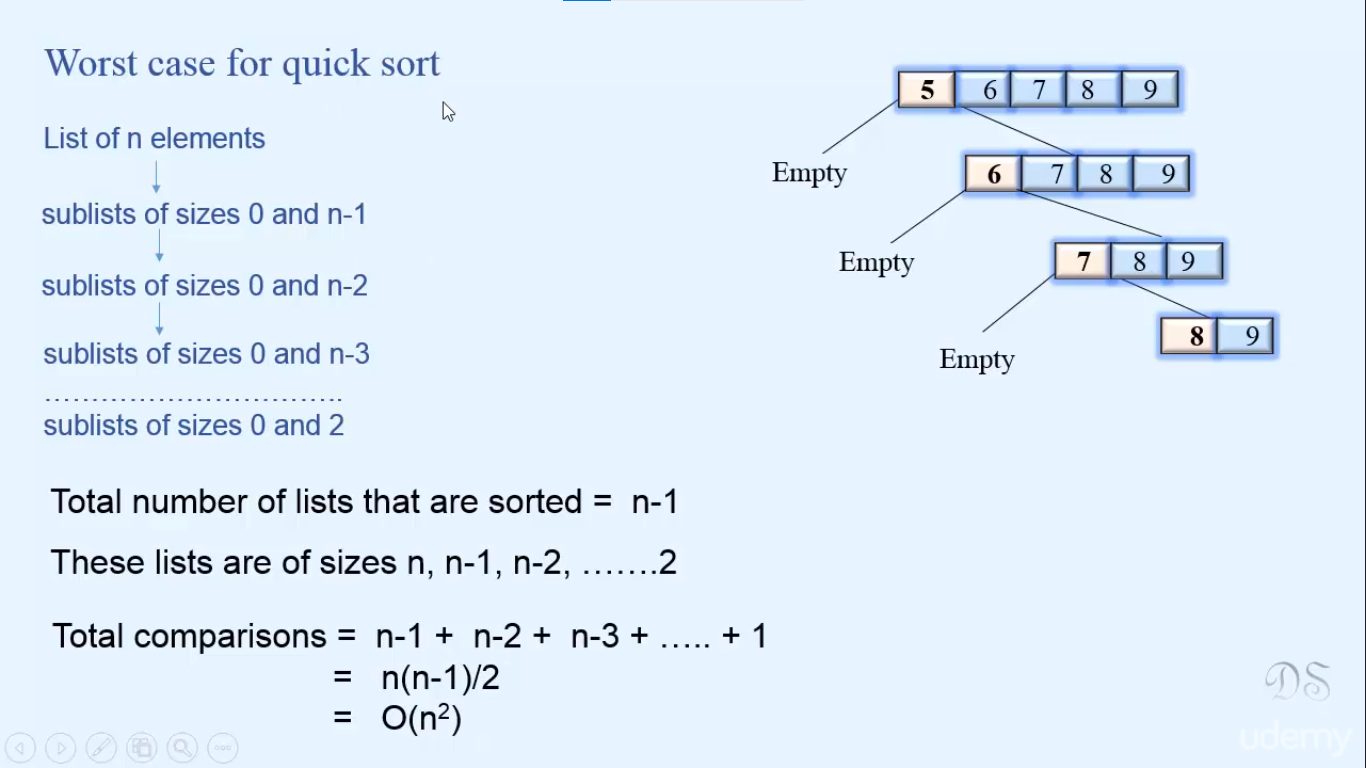 Worst case for quick sort
List of n elements
sublists of sizes 0 and n-1
sublists of sizes 0 and n-2
sublists of sizes 0 and n-3
…………………………..
sublists of sizes 0 and 2
5 6 7 8 9
Empty
6 7 8 9
Empty
7 8 9
Empty
8 9
Total number of lists that are sorted = n-1
These lists are of sizes n, n-1, n-2, …….2
Total comparisons = n-1 + n-2 + n-3 + ….. + 1
= n(n-1)/2
= O(n²)
DS
udemy